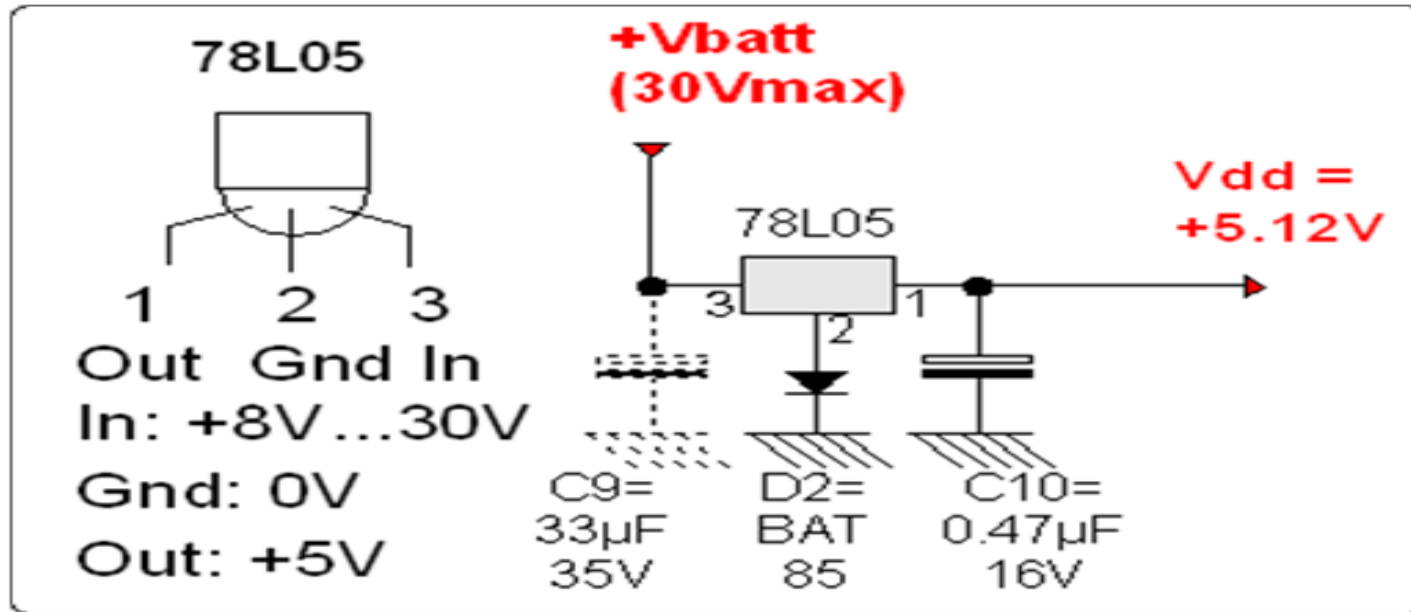 78L05
1 2 3
Out Gnd In
In: +8V...30V
Gnd: 0V
Out: +5V
+Vbatt
(30Vmax)
78L05
3
2
1
Vdd =
+5.12V
C9=
33µF
35V
D2=
BAT
85
C10=
0.47µF
16V